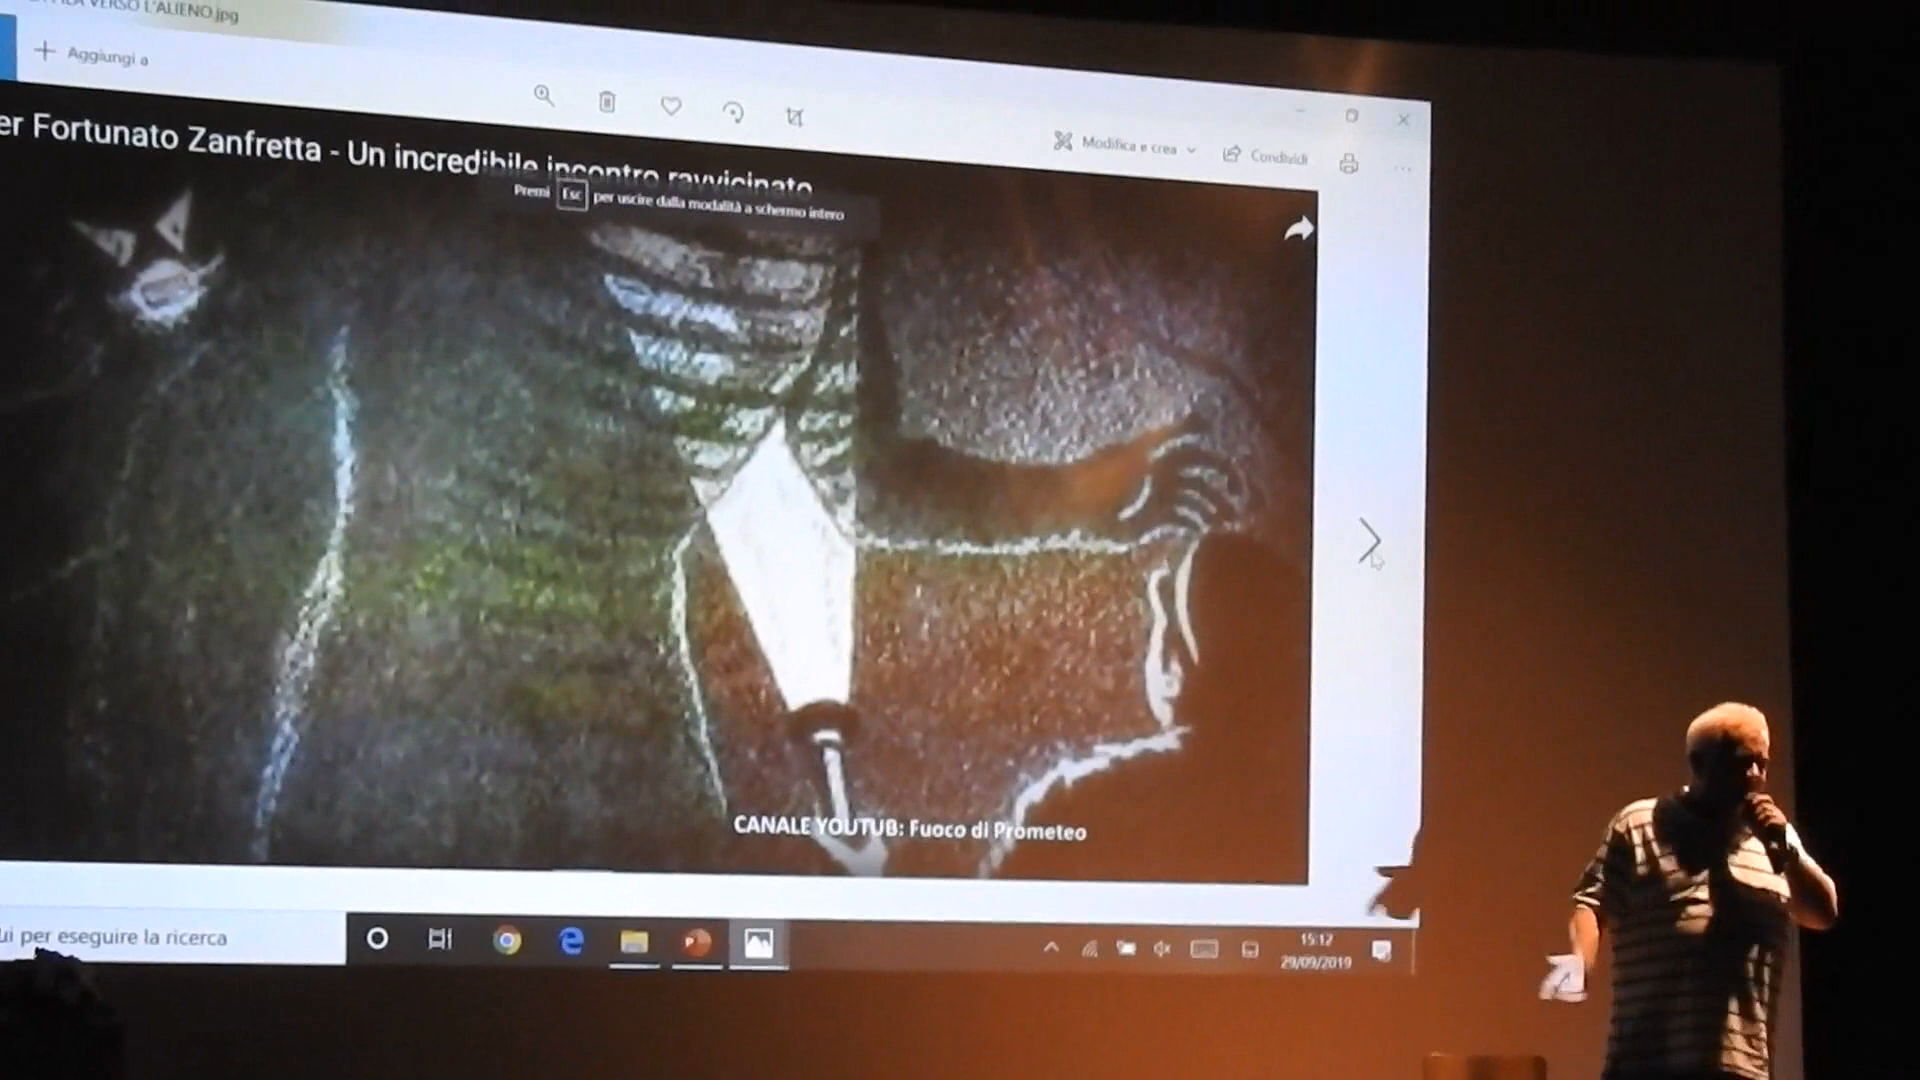 VERSO L'ALIENO.jpg
Aggiungi a
Modifica e crea
Condividi
er Fortunato Zanfretta - Un incredibile incontro ravvicinato
Premi Esc per uscire dalla modalità a schermo intero
CANALE YOUTUB: Fuoco di Prometeo
ui per eseguire la ricerca
15:12
29/09/2019